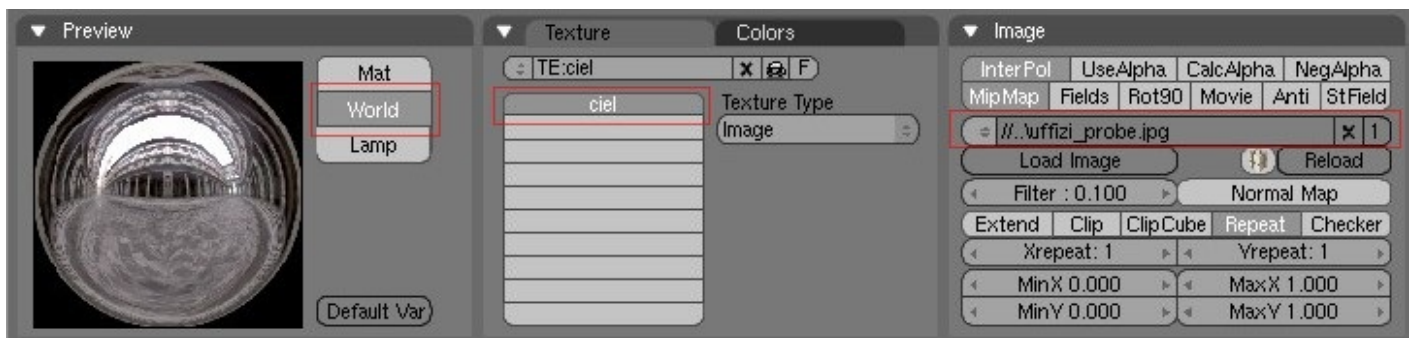 Preview
Mat
World
Lamp
Default Var
Texture Colors
TE:ciel F
ciel
Texture Type
Image
Image
InterPol UseAlpha CalcAlpha NegAlpha
MipMap Fields Rot90 Movie Anti StField
//..\uffizi_probe.jpg 1
Load Image Reload
Filter : 0.100 Normal Map
Extend Clip ClipCube Repeat Checker
Xrepeat: 1 Yrepeat: 1
MinX 0.000 MaxX 1.000
MinY 0.000 MaxY 1.000